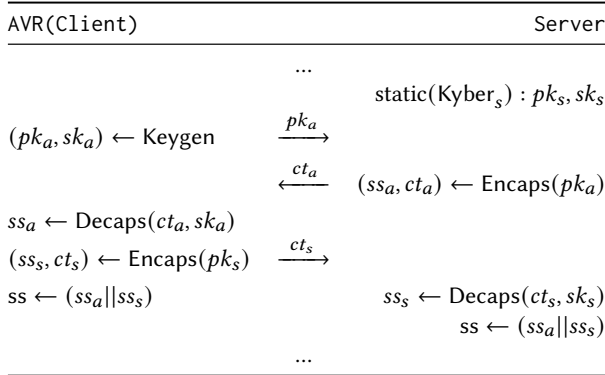 AVR(Client) Server
...
static(Kyber_s) : pk_s, sk_s
(pk_a, sk_a) ← Keygen pk_a →
ct_a ← (ss_a, ct_a) ← Encaps(pk_a)
ss_a ← Decaps(ct_a, sk_a)
(ss_s, ct_s) ← Encaps(pk_s) ct_s →
ss ← (ss_a||ss_s) ss_s ← Decaps(ct_s, sk_s)
ss ← (ss_a||ss_s)
...